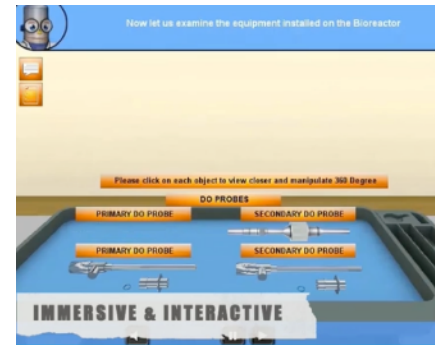 Now let us examine the equipment installed on the Bioreactor
Please click on each object to view closer and manipulate 360 Degree
DO PROBES
PRIMARY DO PROBE SECONDARY DO PROBE
PRIMARY DO PROBE SECONDARY DO PROBE
IMMERSIVE & INTERACTIVE